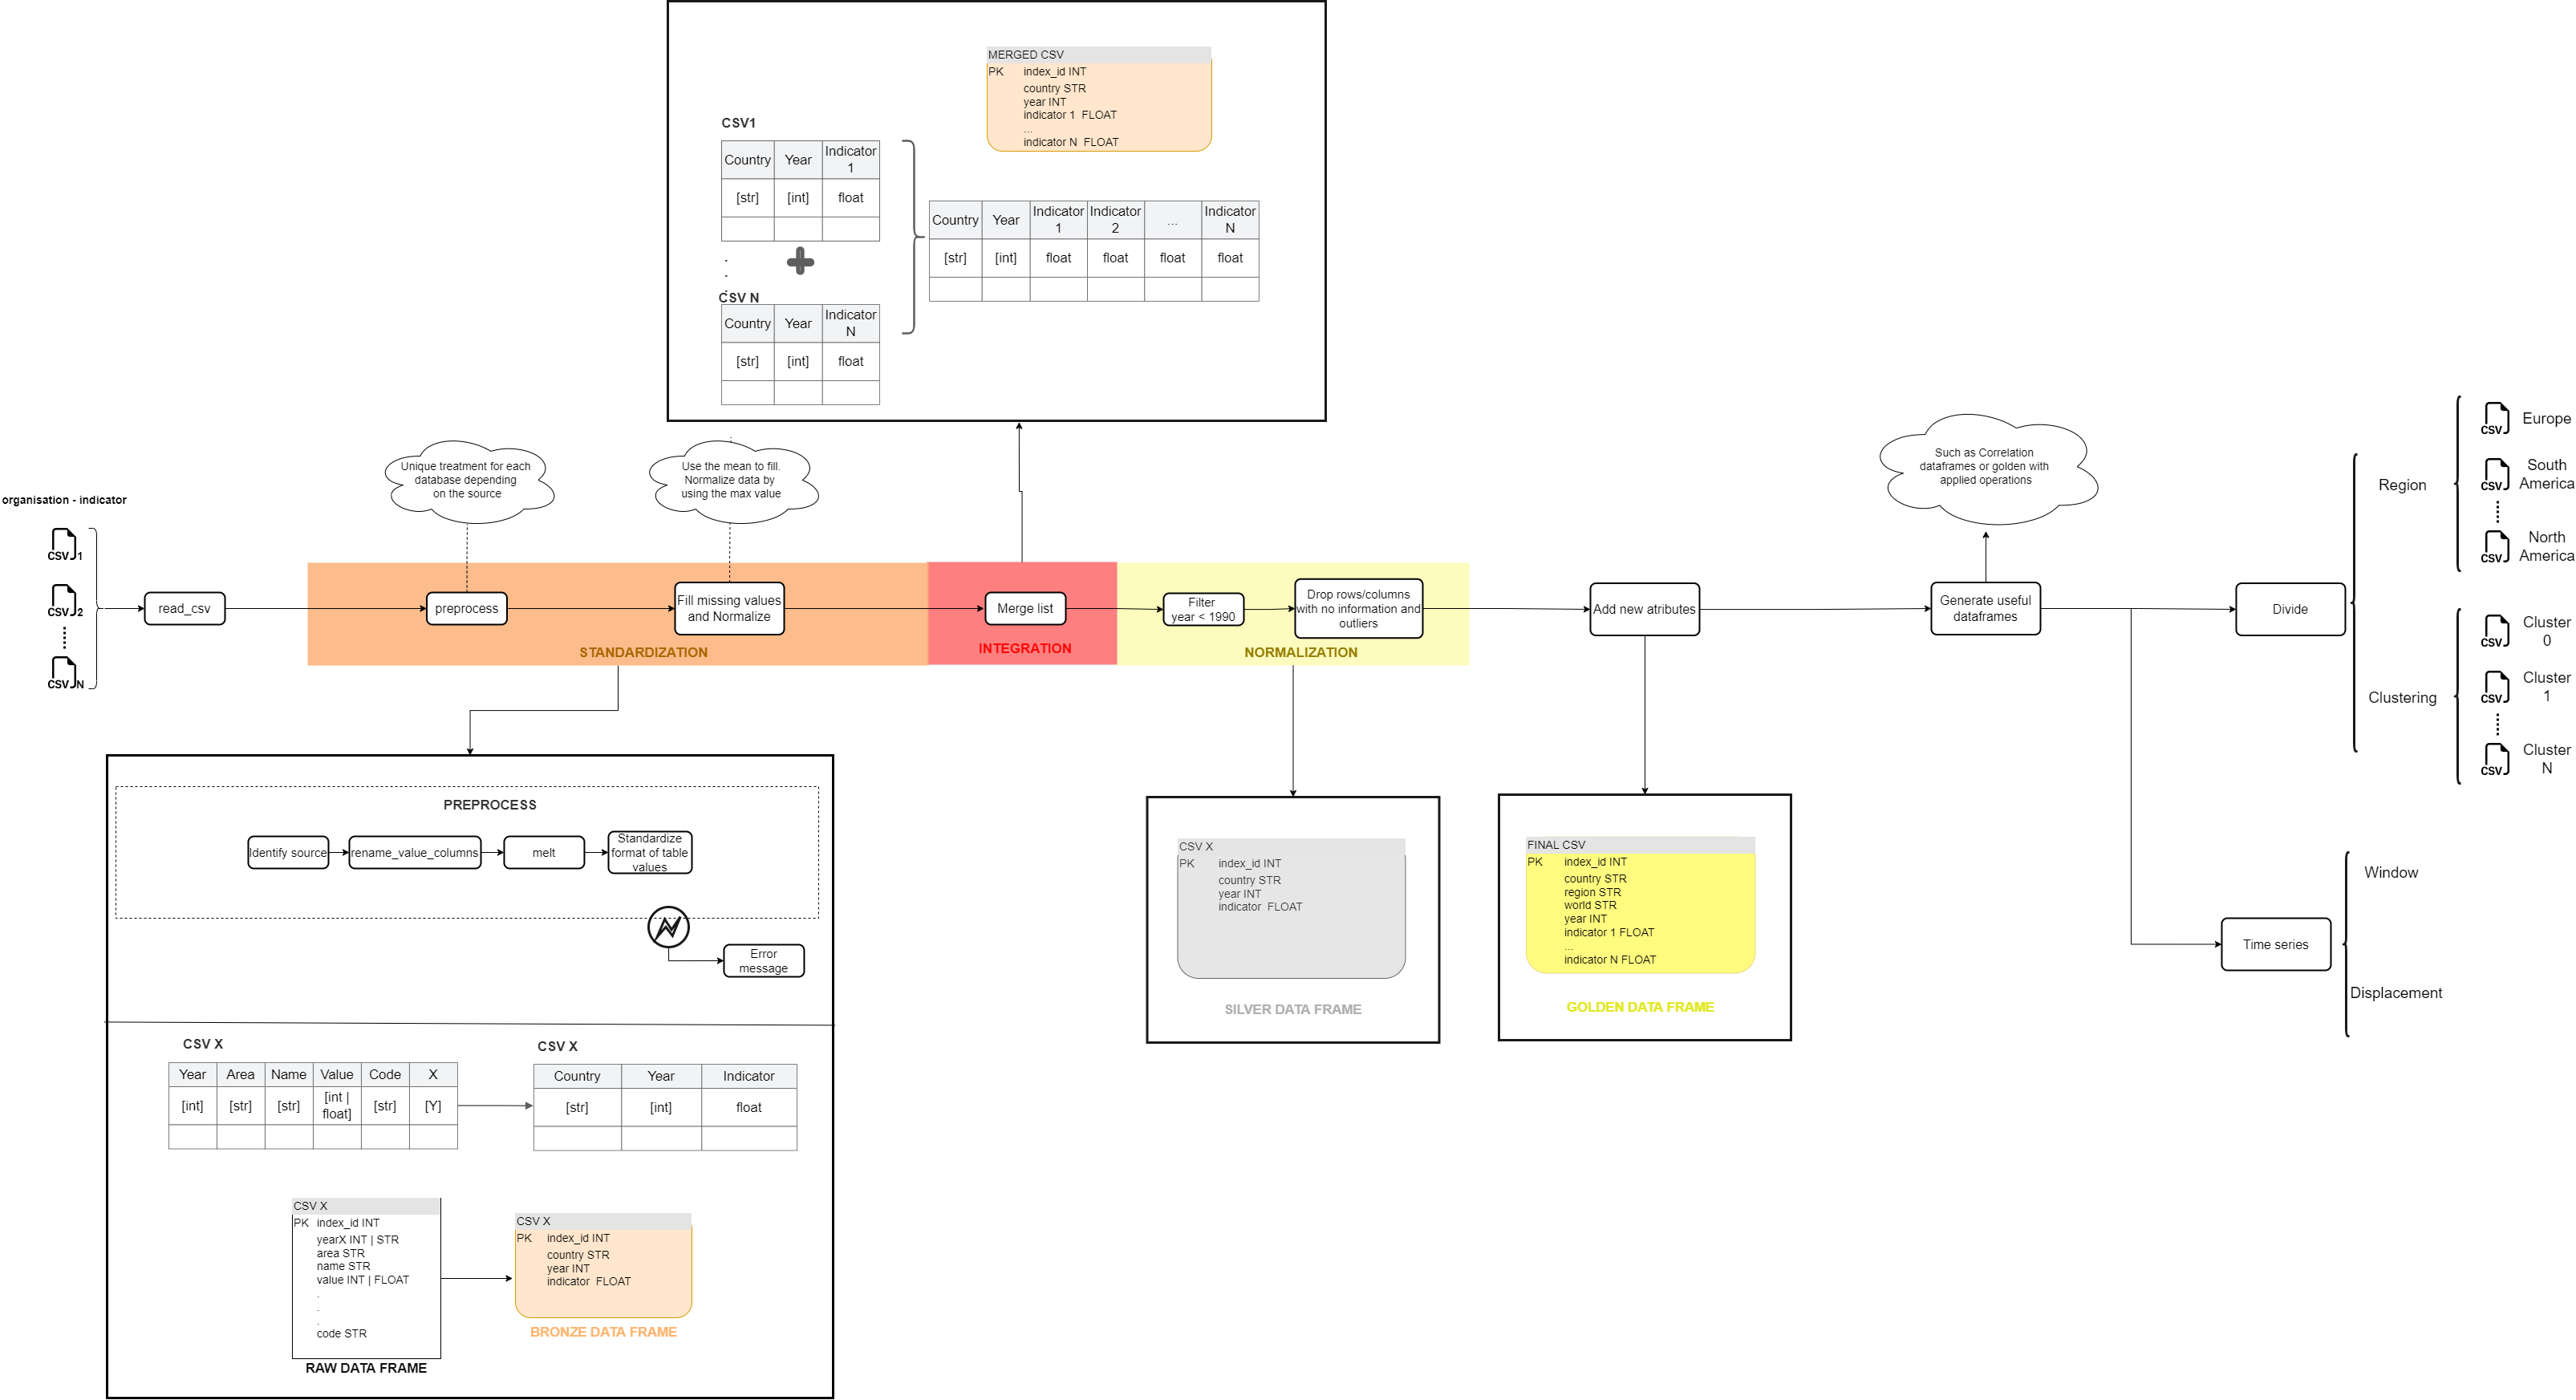 MERGED CSV
PK index_id INT
country STR
year INT
indicator 1 FLOAT
...
indicator N FLOAT
CSV1
Country Year Indicator 1
[str] [int] float
.
.
.
CSV N
Country Year Indicator N
[str] [int] float
Country Year Indicator 1 Indicator 2 ... Indicator N
[str] [int] float float float float
organisation - indicator
CSV 1
CSV 2
CSV N
read_csv
Unique treatment for each
database depending
on the source
preprocess
Use the mean to fill.
Normalize data by
using the max value
Fill missing values
and Normalize
STANDARDIZATION
Merge list
INTEGRATION
Filter
year < 1990
Drop rows/columns
with no information and
outliers
NORMALIZATION
Add new atributes
Such as Correlation
dataframes or golden with
applied operations
Generate useful
dataframes
Divide
Region
CSV Europe
CSV South
America
CSV North
America
Clustering
CSV Cluster
0
CSV Cluster
1
CSV Cluster
N
Time series
Window
Displacement
PREPROCESS
Identify source
rename_value_columns
melt
Standardize
format of table
values
Error
message
CSV X
Year Area Name Value Code X
[int] [str] [str] [int | float] [str] [Y]
CSV X
Country Year Indicator
[str] [int] float
CSV X
PK index_id INT
yearX INT | STR
area STR
name STR
value INT | FLOAT
.
.
.
code STR
RAW DATA FRAME
CSV X
PK index_id INT
country STR
year INT
indicator FLOAT
BRONZE DATA FRAME
CSV X
PK index_id INT
country STR
year INT
indicator FLOAT
SILVER DATA FRAME
FINAL CSV
PK index_id INT
country STR
region STR
world STR
year INT
indicator 1 FLOAT
...
indicator N FLOAT
GOLDEN DATA FRAME